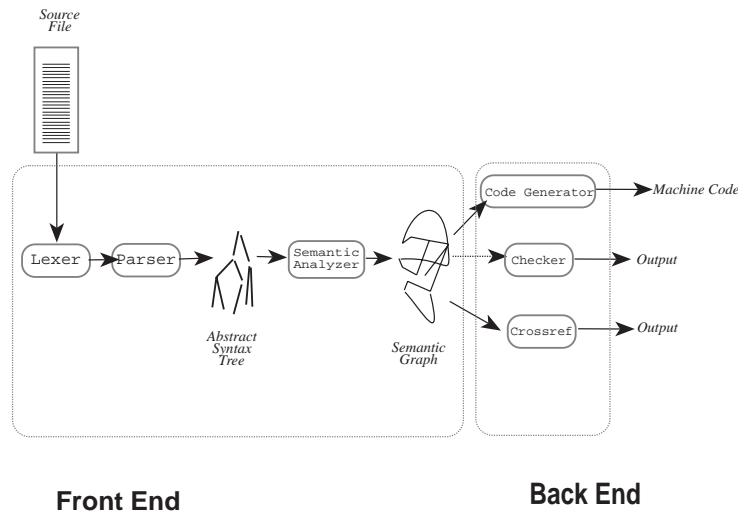 Source
File
Code Generator
Machine Code
Lexer
Parser
Semantic
Analyzer
Checker
Output
Abstract
Syntax
Tree
Semantic
Graph
Crossref
Output
Front End
Back End